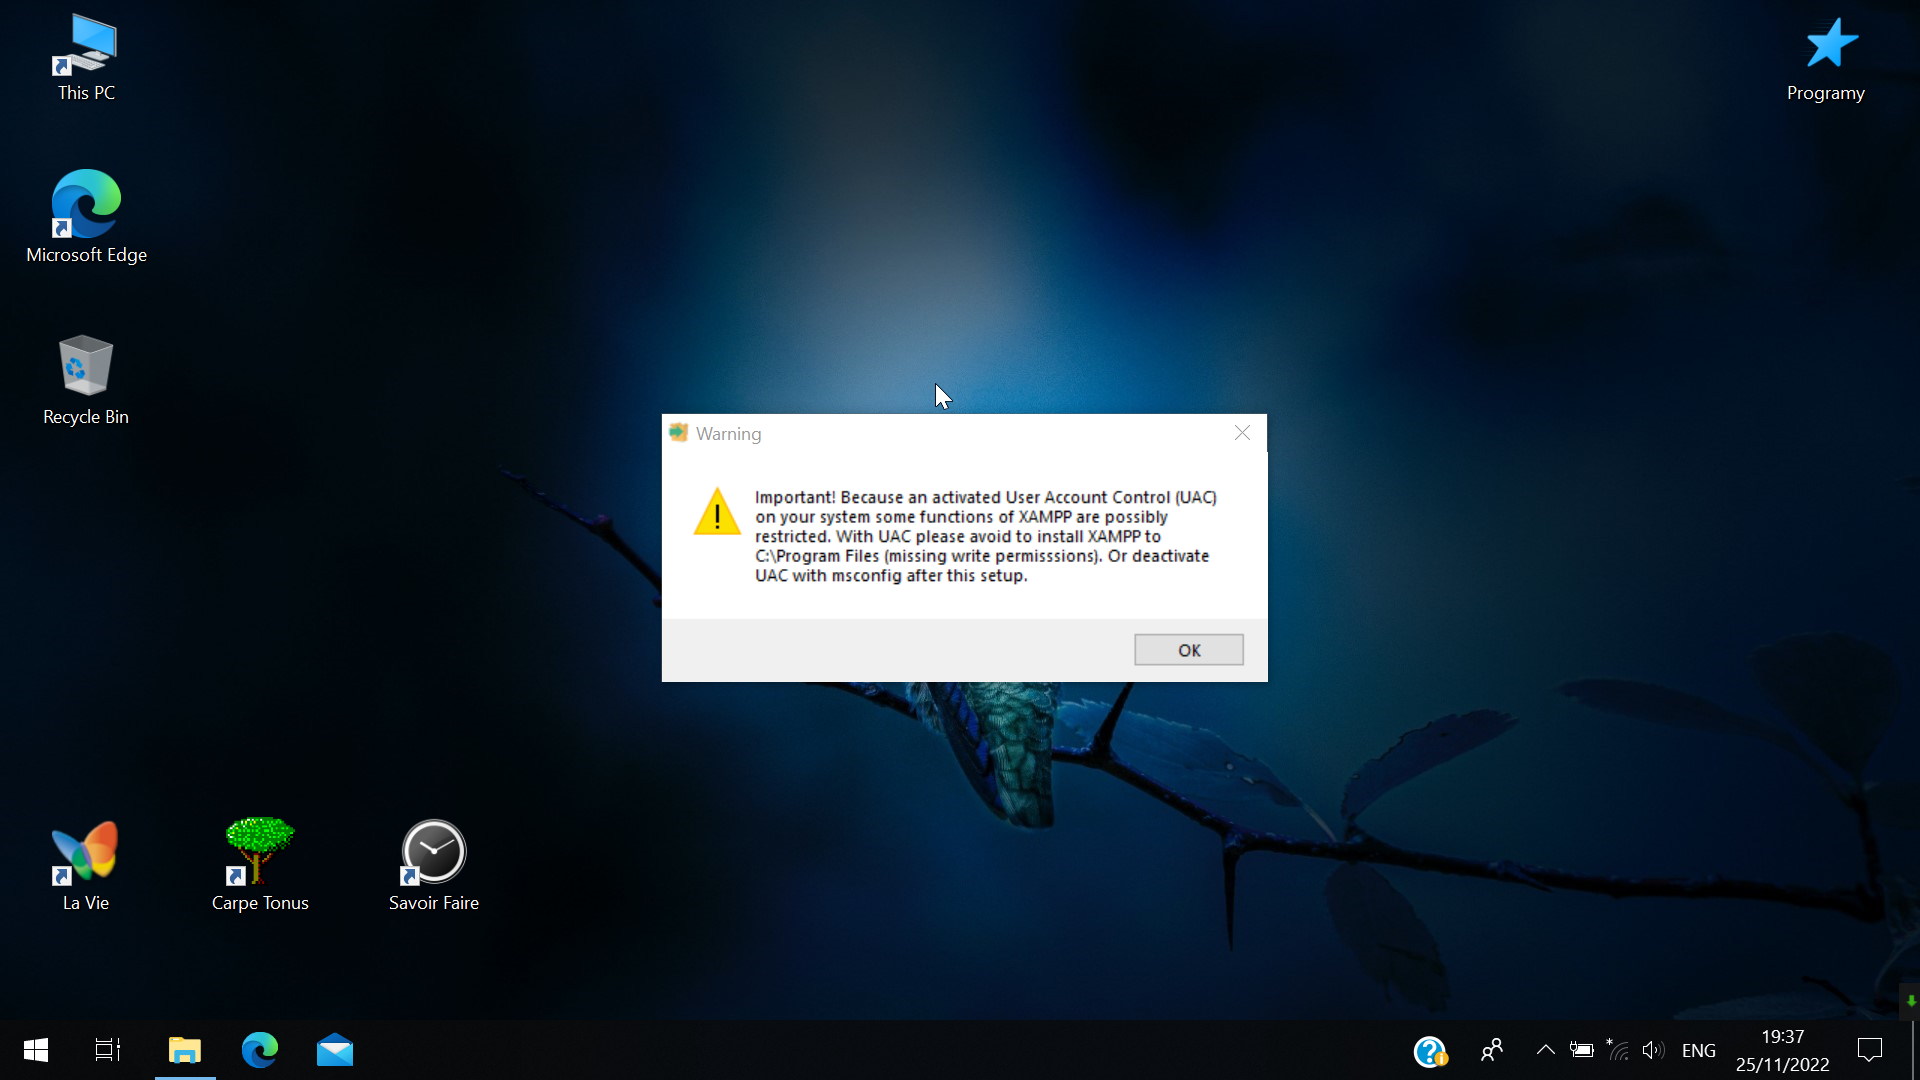 This PC
Programy
Microsoft Edge
Recycle Bin
Warning
Important! Because an activated User Account Control (UAC)
on your system some functions of XAMPP are possibly
restricted. With UAC please avoid to install XAMPP to
C:\Program Files (missing write permisssions). Or deactivate
UAC with msconfig after this setup.
OK
La Vie
Carpe Tonus
Savoir Faire
ENG
19:37
25/11/2022